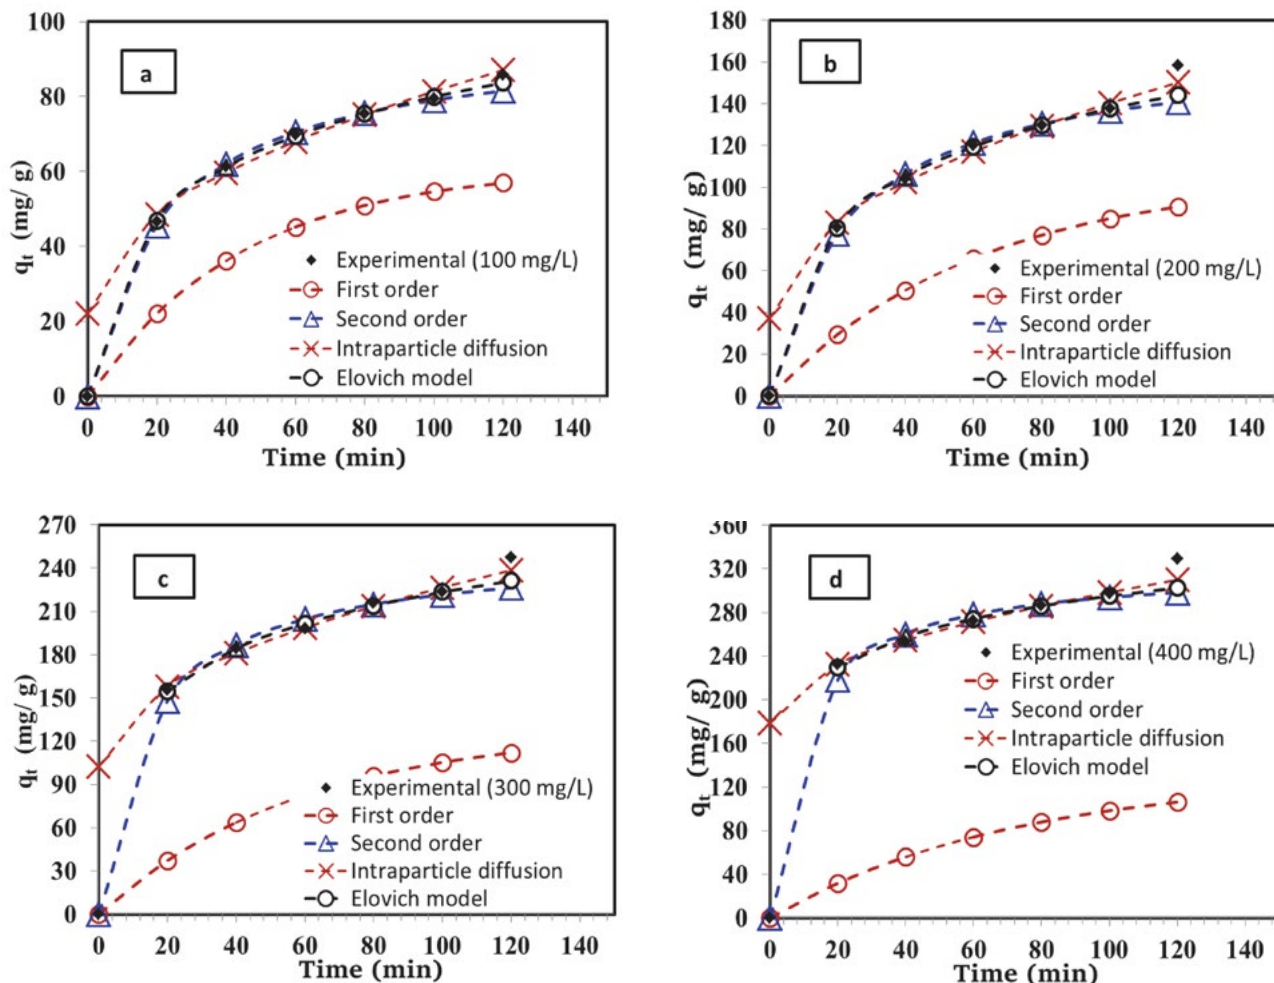 a
100
80
60
40
20
0
qt (mg/ g)
Experimental (100 mg/L)
First order
Second order
Intraparticle diffusion
Elovich model
0 20 40 60 80 100 120 140
Time (min)
b
180
160
140
120
100
80
60
40
20
0
qt (mg/ g)
Experimental (200 mg/L)
First order
Second order
Intraparticle diffusion
Elovich model
0 20 40 60 80 100 120 140
Time (min)
c
270
240
210
180
150
120
90
60
30
0
qt (mg/ g)
Experimental (300 mg/L)
First order
Second order
Intraparticle diffusion
Elovich model
0 20 40 60 80 100 120 140
Time (min)
d
360
320
280
240
200
160
120
80
40
0
qt (mg/ g)
Experimental (400 mg/L)
First order
Second order
Intraparticle diffusion
Elovich model
0 20 40 60 80 100 120 140
Time (min)